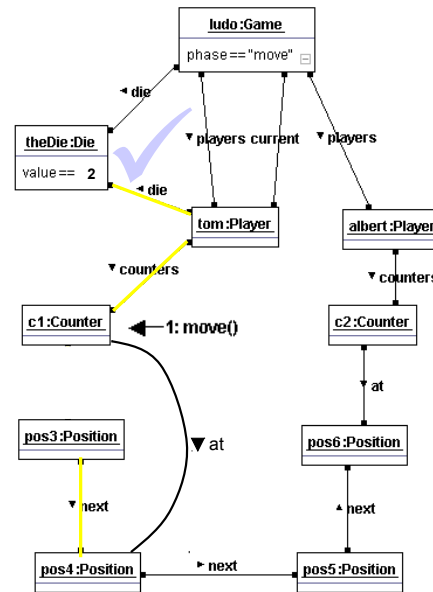 ludo:Game
phase=="move"
die
players current
players
theDie:Die
value== 2
die
tom:Player
albert:Player
counters
counters
c1:Counter
1: move()
c2:Counter
at
pos3:Position
at
pos6:Position
next
next
pos4:Position
next
pos5:Position